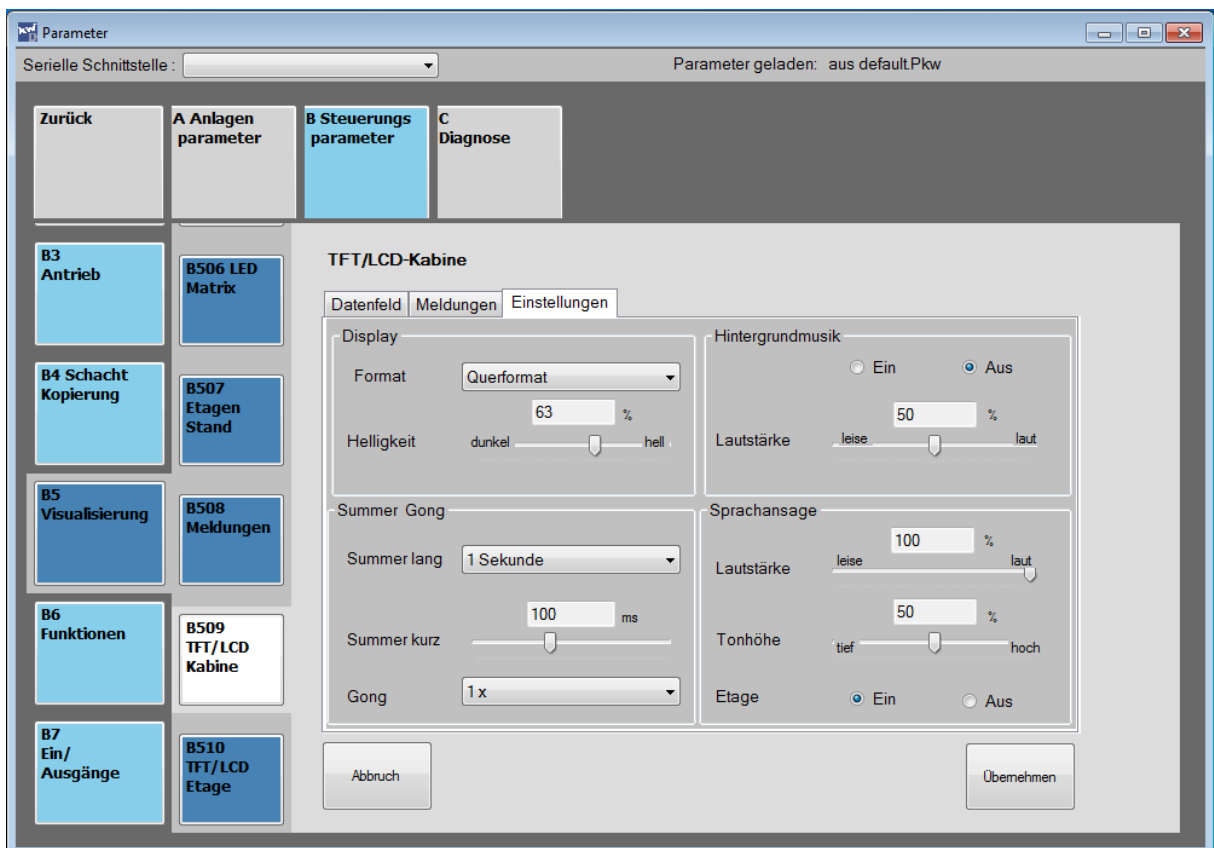 Parameter
Serielle Schnittstelle :
Parameter geladen: aus default.Pkw
Zurück
A Anlagen
parameter
B Steuerungs
parameter
C
Diagnose
B3
Antrieb
B4 Schacht
Kopierung
B5
Visualisierung
B6
Funktionen
B7
Ein/
Ausgänge
B506 LED
Matrix
B507
Etagen
Stand
B508
Meldungen
B509
TFT/LCD
Kabine
B510
TFT/LCD
Etage
TFT/LCD-Kabine
Datenfeld Meldungen Einstellungen
Display
Format Querformat
63 %
Helligkeit dunkel hell
Hintergrundmusik
Ein Aus
50 %
Lautstärke leise laut
Summer Gong
Summer lang 1 Sekunde
100 ms
Summer kurz
Gong 1 x
Sprachansage
100 %
Lautstärke leise laut
50 %
Tonhöhe tief hoch
Etage Ein Aus
Abbruch
Übernehmen